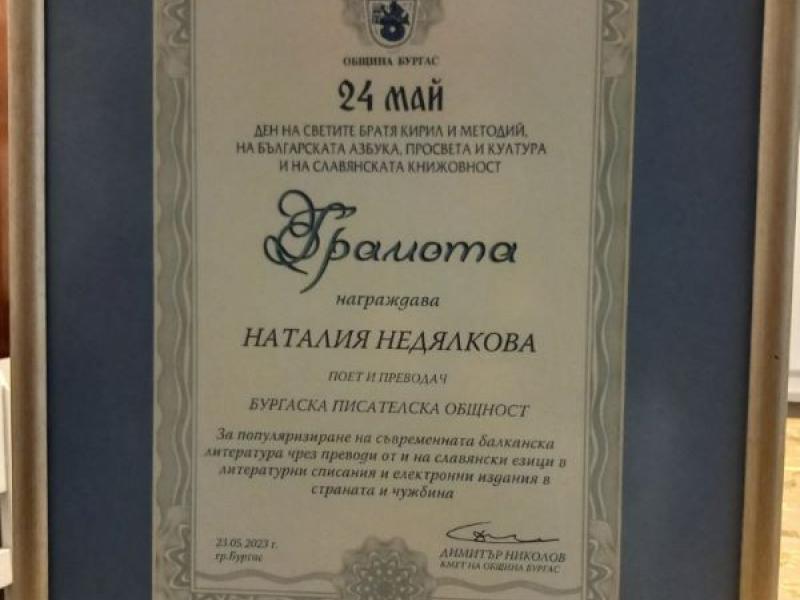 ОБЩИНА БУРГАС
24 МАЙ
ДЕН НА СВЕТИТЕ БРАТЯ КИРИЛ И МЕТОДИЙ,
НА БЪЛГАРСКАТА АЗБУКА, ПРОСВЕТА И КУЛТУРА
И НА СЛАВЯНСКАТА КНИЖОВНОСТ
Грамота
награждава
НАТАЛИЯ НЕДЯЛКОВА
ПОЕТ И ПРЕВОДАЧ
БУРГАСКА ПИСАТЕЛСКА ОБЩНОСТ
За популяризиране на съвременната балканска
литература чрез преводи от и на славянски езици в
литературни списания и електронни издания в
страната и чужбина
23.05.2023 г.
гр.Бургас
ДИМИТЪР НИКОЛОВ
КМЕТ НА ОБЩИНА БУРГАС